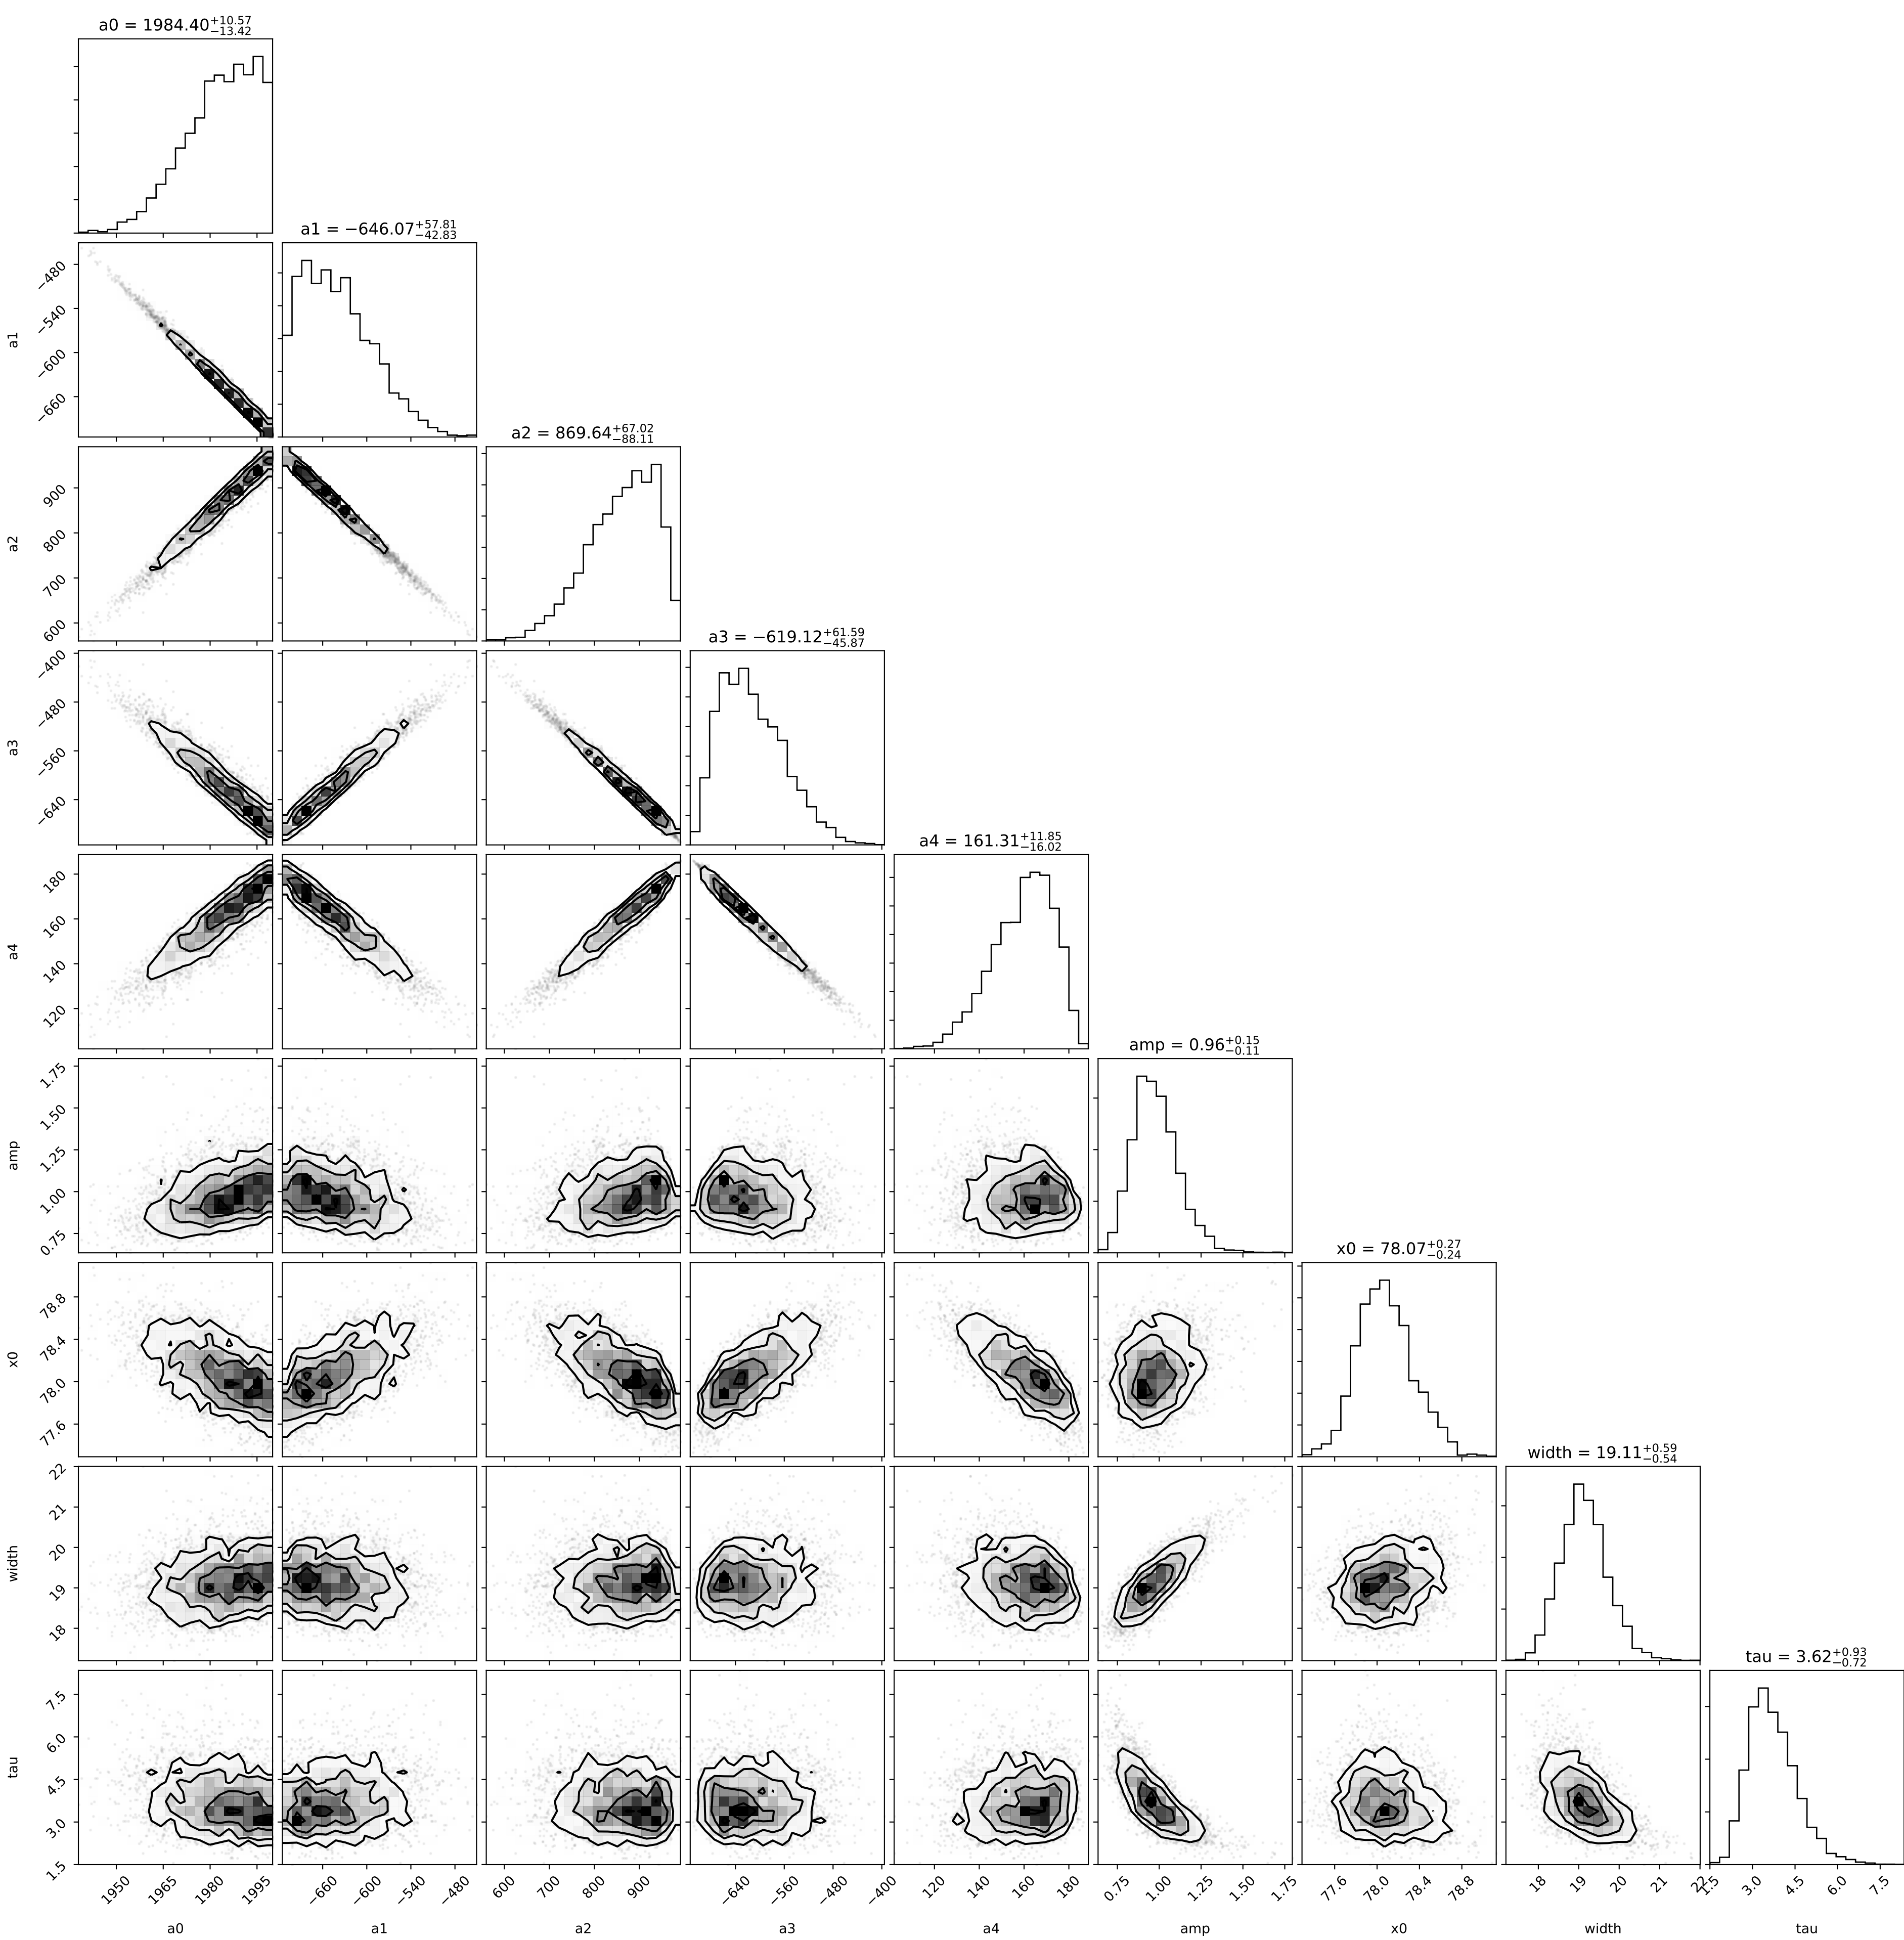 a0 = 1984.40+10.57−13.42
a1 = −646.07+57.81−42.83
−480
−540
−600
−660
a1
a2 = 869.64+67.02−88.11
900
800
700
600
a2
a3 = −619.12+61.59−45.87
−400
−480
−560
−640
a3
a4 = 161.31+11.85−16.02
180
160
140
120
a4
amp = 0.96+0.15−0.11
1.75
1.50
1.25
1.00
0.75
amp
x0 = 78.07+0.27−0.24
78.8
78.4
78.0
77.6
x0
width = 19.11+0.59−0.54
22
21
20
19
18
width
tau = 3.62+0.93−0.72
7.5
6.0
4.5
3.0
1.5
tau
1950 1965 1980 1995 −660 −600 −540 −480 600 700 800 900 −640 −560 −480 −400 120 140 160 180 0.75 1.00 1.25 1.50 1.75 77.6 78.0 78.4 78.8 18 19 20 21 22 1.5 3.0 4.5 6.0 7.5
a0 a1 a2 a3 a4 amp x0 width tau